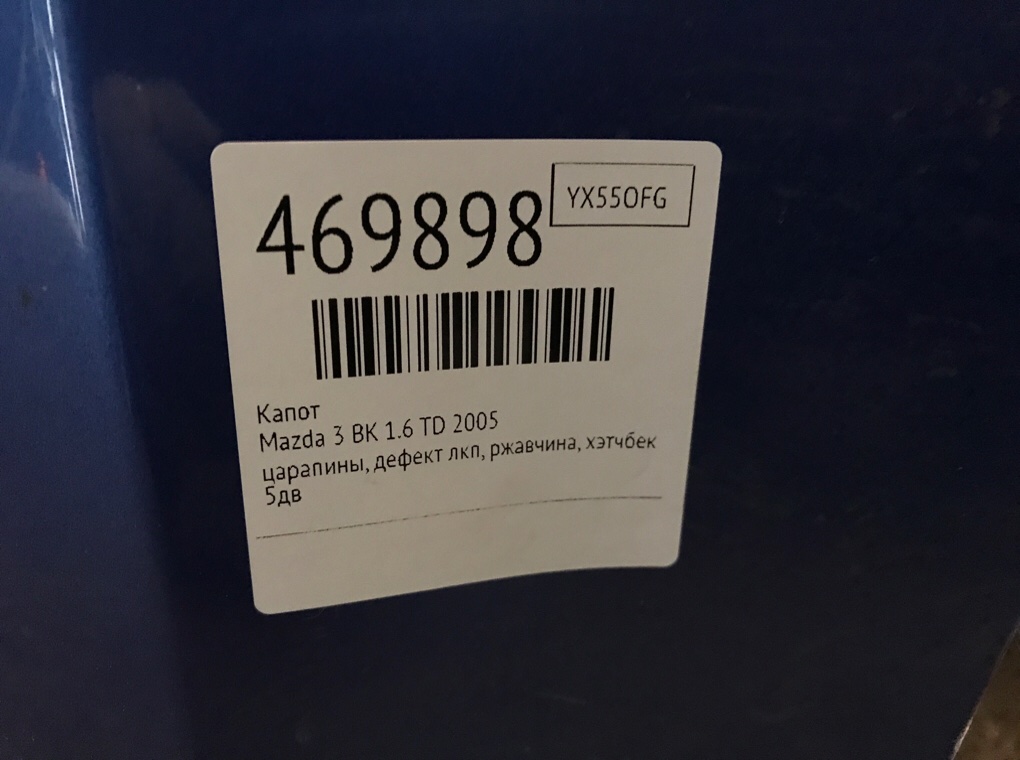 469898
YX55OFG
Капот
Mazda 3 BK 1.6 TD 2005
царапины, дефект лкп, ржавчина, хэтчбек
5дв